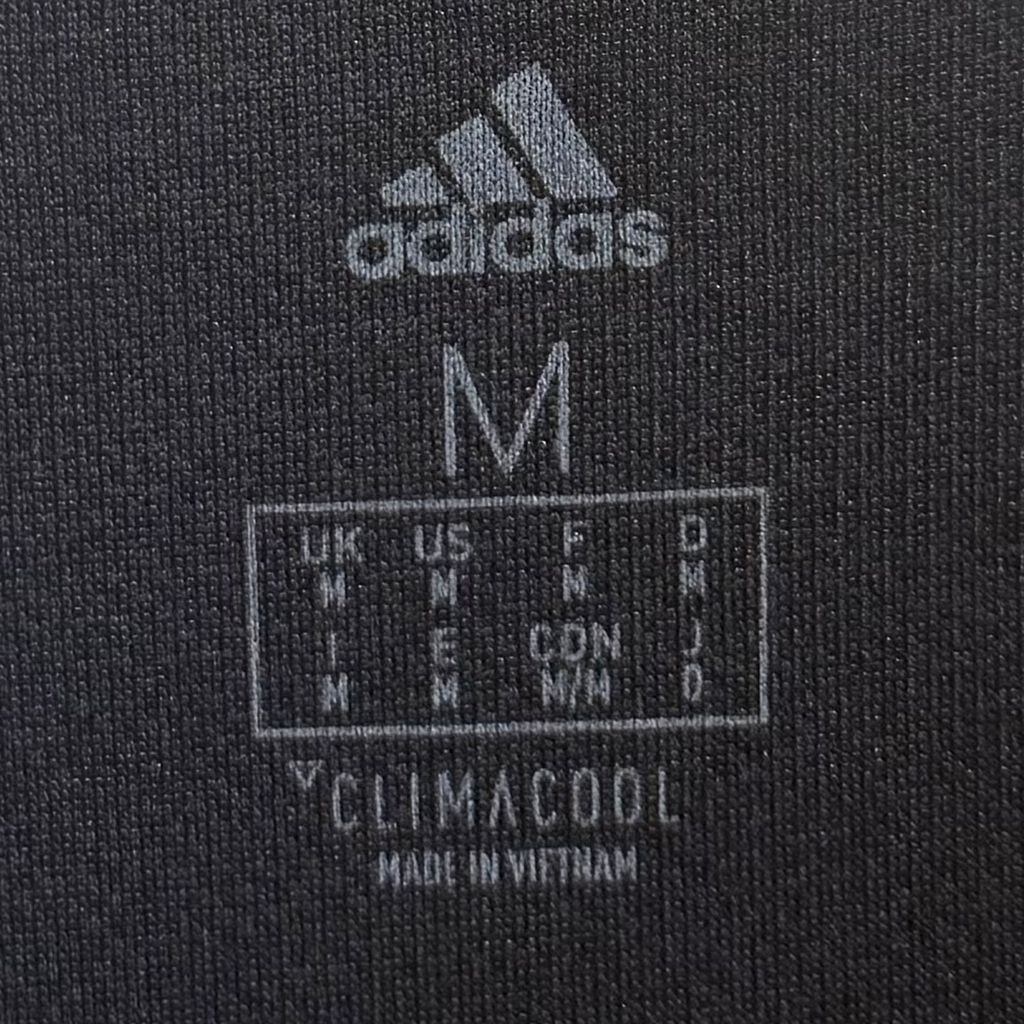 adidas
M
UK US F D
M M M M
I E CDN J
M M M/M O
CLIMACOOL
MADE IN VIETNAM